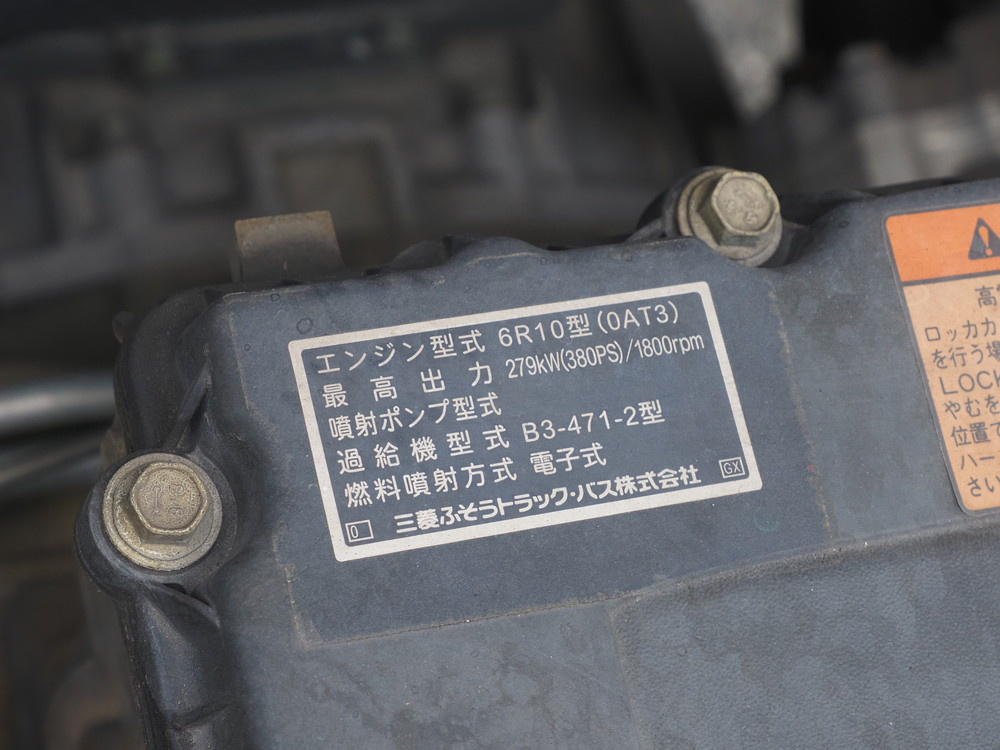 エンジン型式 6R10型(0AT3)
最高出力 279kW(380PS)/1800rpm
噴射ポンプ型式
過給機型式 B3-471-2型
燃料噴射方式 電子式
0 三菱ふそうトラック・バス株式会社 GX
高
ロッカカ
を行う場
LOCK
やむを
位置で
ハー
さい